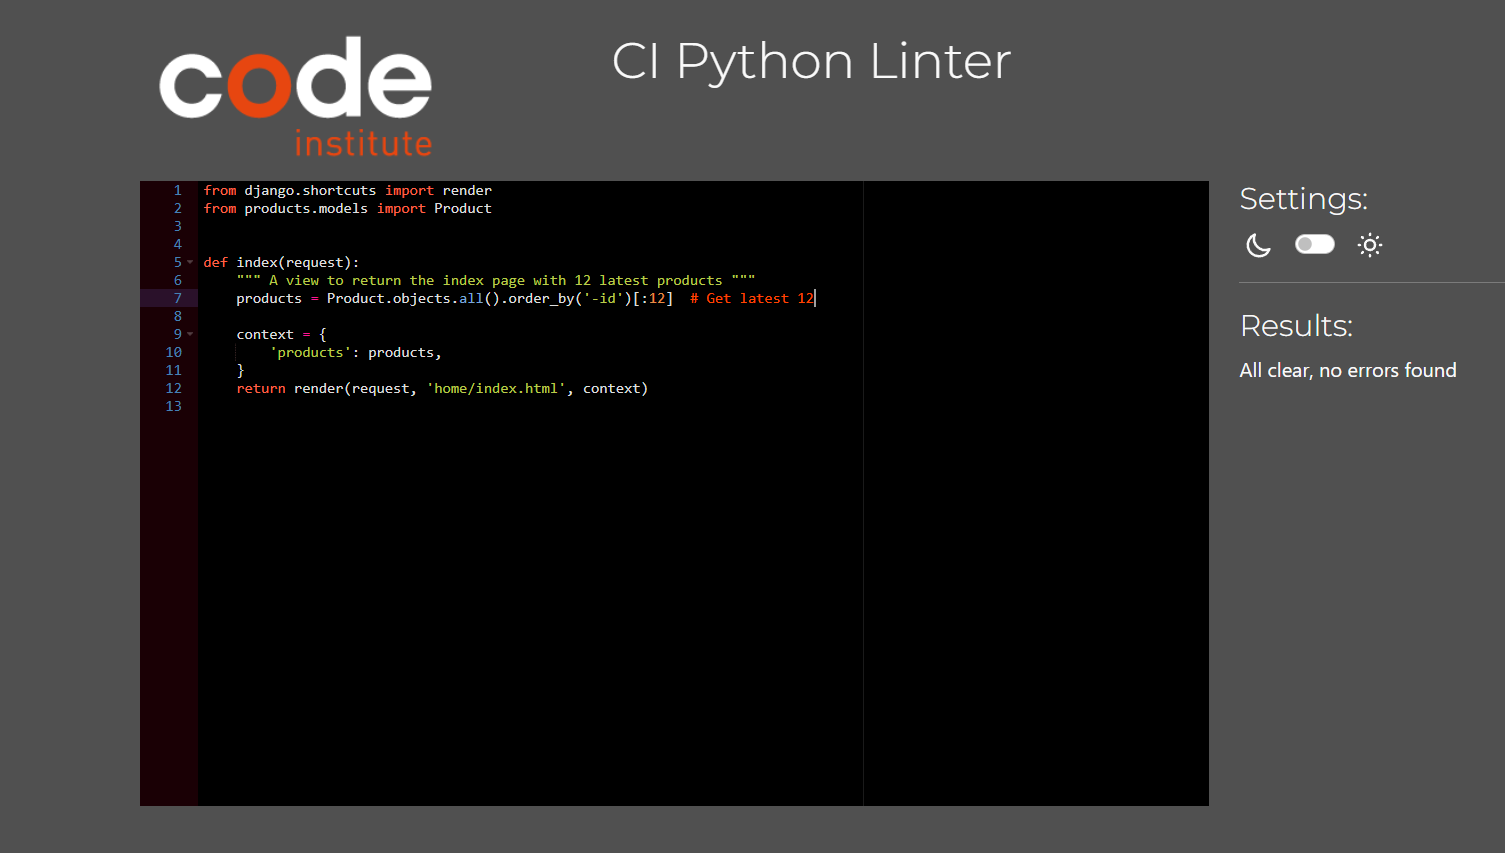 code
institute
CI Python Linter
1 from django.shortcuts import render
2 from products.models import Product
3
4
5 def index(request):
6     """ A view to return the index page with 12 latest products """
7     products = Product.objects.all().order_by('-id')[:12]  # Get latest 12
8
9     context = {
10         'products': products,
11     }
12     return render(request, 'home/index.html', context)
13
Settings:
Results:
All clear, no errors found